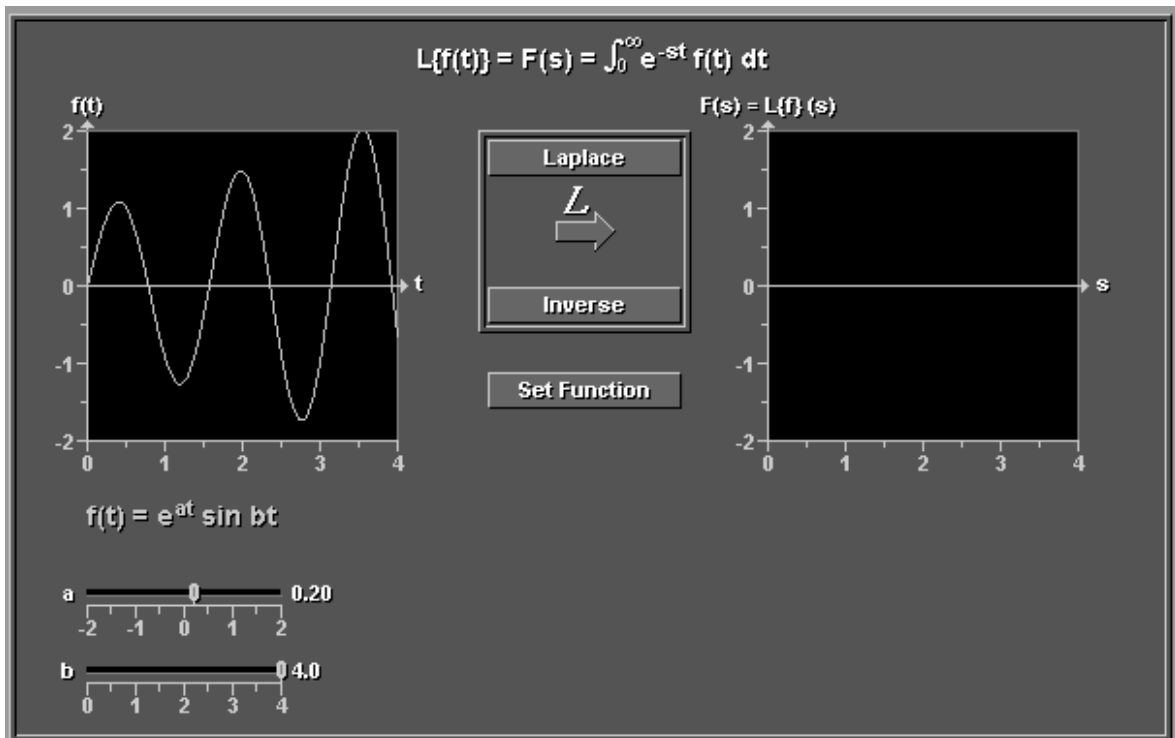 L{f(t)} = F(s) = ∫₀^∞ e^-st f(t) dt
f(t)
2
1
0
-1
-2
0 1 2 3 4
t
Laplace
L
Inverse
Set Function
F(s) = L{f} (s)
2
1
0
-1
-2
0 1 2 3 4
s
f(t) = e^at sin bt
a 0.20
-2 -1 0 1 2
b 4.0
0 1 2 3 4